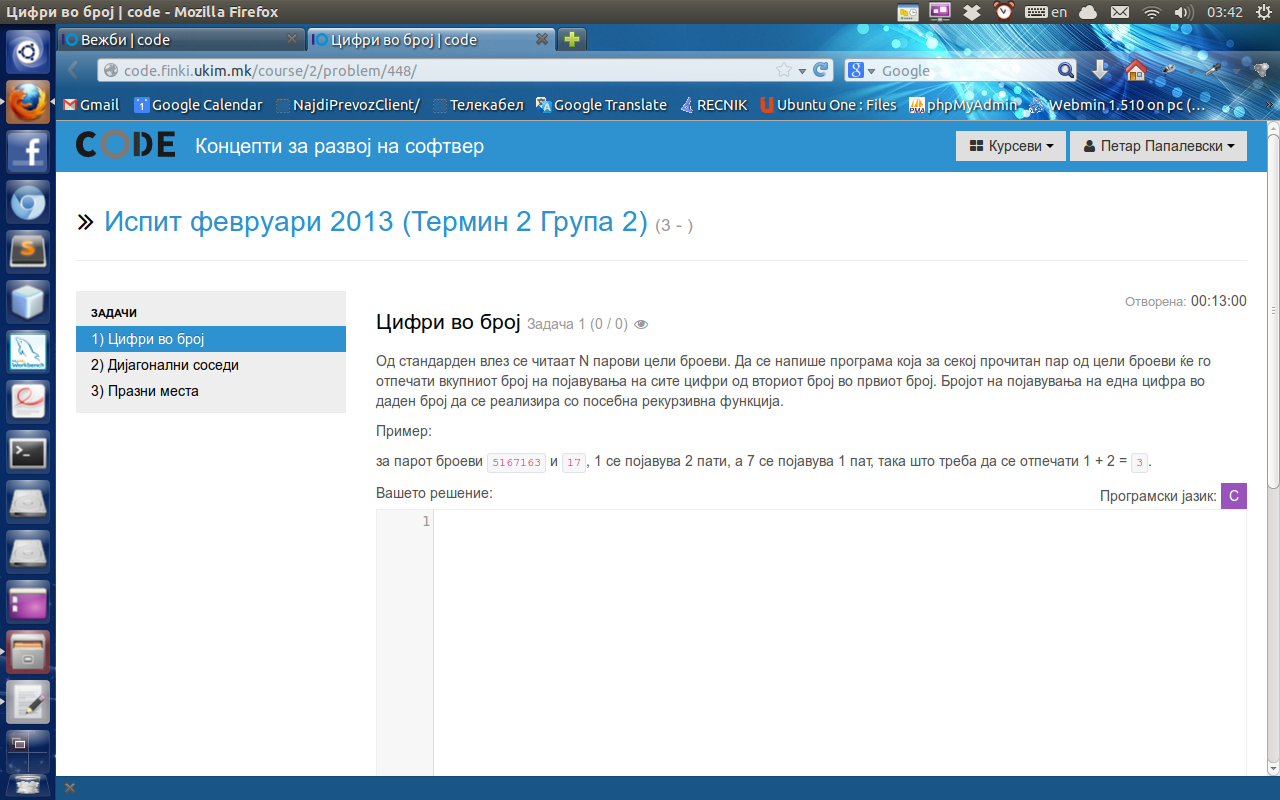 Цифри во број | code - Mozilla Firefox
en
03:42
Вежби | code
Цифри во број | code
code.finki.ukim.mk/course/2/problem/448/
Google
Gmail
Google Calendar
NajdiPrevozClient/
Телекабел
Google Translate
RECNIK
Ubuntu One : Files
phpMyAdmin
Webmin 1.510 on pc (...
CODE
Концепти за развој на софтвер
Курсеви
Петар Папалевски
Испит февруари 2013 (Термин 2 Група 2) (3 - )
ЗАДАЧИ
1) Цифри во број
2) Дијагонални соседи
3) Празни места
Отворена: 00:13:00
Цифри во број Задача 1 (0 / 0)
Од стандарден влез се читаат N парови цели броеви. Да се напише програма која за секој прочитан пар од цели броеви ќе го
отпечати вкупниот број на појавувања на сите цифри од вториот број во првиот број. Бројот на појавувања на една цифра во
даден број да се реализира со посебна рекурзивна функција.
Пример:
за парот броеви 5167163 и 17, 1 се појавува 2 пати, а 7 се појавува 1 пат, така што треба да се отпечати 1 + 2 = 3.
Вашето решение:
Програмски јазик: C
1